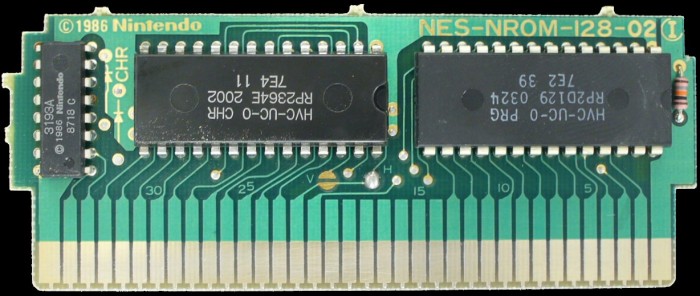 ©1986 Nintendo
NES-NROM-128-02
I
CHR
3193A
© 1986 Nintendo
8718 C
HVC-UC-0 CHR
RP2364E 2002
7E4 11
HVC-UC-0 PRG
RP2D129 0324
7E2 39
30
25
V
H
15
10
5